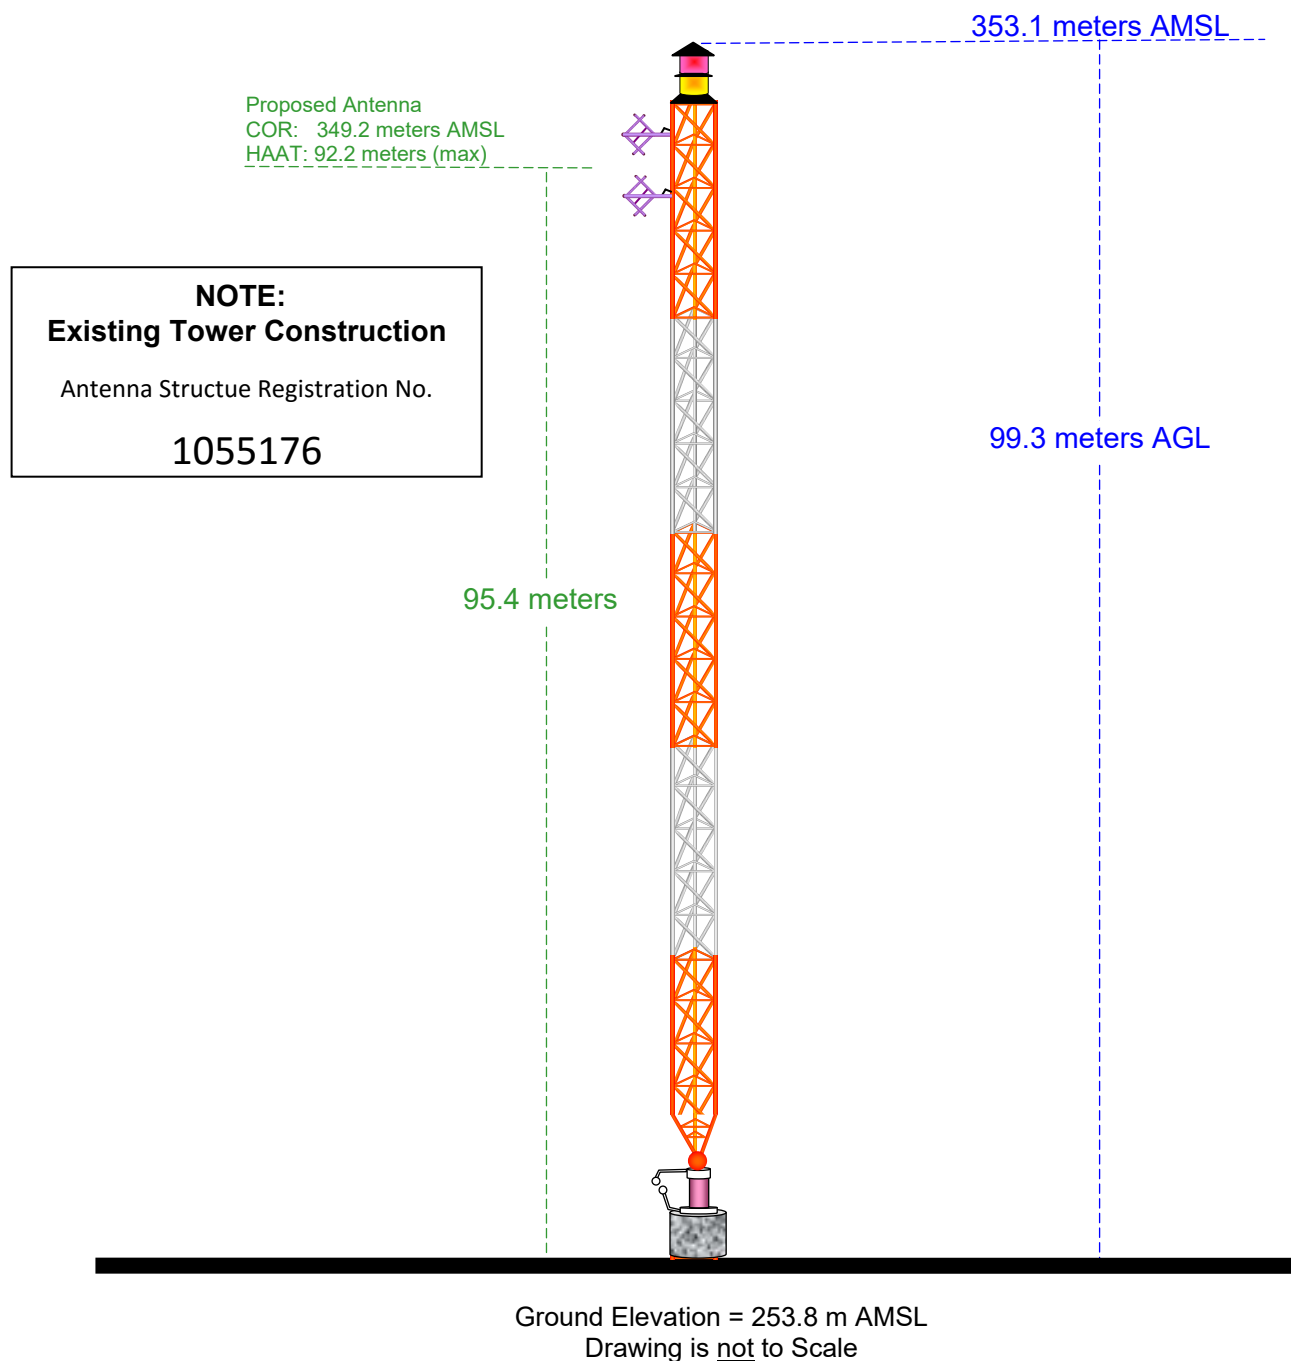 353.1 meters AMSL
Proposed Antenna
COR: 349.2 meters AMSL
HAAT: 92.2 meters (max)
NOTE:
Existing Tower Construction
Antenna Structue Registration No.
1055176
99.3 meters AGL
95.4 meters
Ground Elevation = 253.8 m AMSL
Drawing is not to Scale